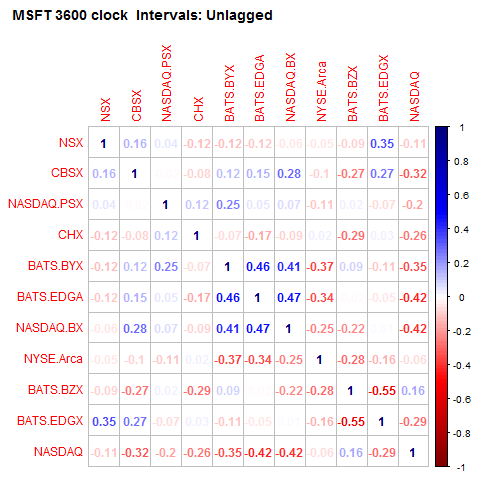 MSFT 3600 clock Intervals: Unlagged
NSX CBSX NASDAQ.PSX CHX BATS.BYX BATS.EDGA NASDAQ.BX NYSE.Arca BATS.BZX BATS.EDGX NASDAQ
NSX 1 0.16 0.04 -0.12 -0.12 -0.12 -0.06 -0.05 -0.09 0.35 -0.11
CBSX 0.16 1 -0.08 0.12 0.15 0.28 -0.1 -0.27 0.27 -0.32
NASDAQ.PSX 0.04 1 0.12 0.25 0.05 0.07 -0.11 0.02 -0.07 -0.2
CHX -0.12 -0.08 0.12 1 -0.07 -0.17 -0.09 0.02 -0.29 0.03 -0.26
BATS.BYX -0.12 0.12 0.25 -0.07 1 0.46 0.41 -0.37 0.09 -0.11 -0.35
BATS.EDGA -0.12 0.15 0.05 -0.17 0.46 1 0.47 -0.34 -0.05 -0.42
NASDAQ.BX -0.06 0.28 0.07 -0.09 0.41 0.47 1 -0.25 -0.22 -0.42
NYSE.Arca -0.05 -0.1 -0.11 0.02 -0.37 -0.34 -0.25 1 -0.28 -0.16 -0.06
BATS.BZX -0.09 -0.27 0.02 -0.29 0.09 -0.22 -0.28 1 -0.55 0.16
BATS.EDGX 0.35 0.27 -0.07 0.03 -0.11 -0.05 -0.16 -0.55 1 -0.29
NASDAQ -0.11 -0.32 -0.2 -0.26 -0.35 -0.42 -0.42 -0.06 0.16 -0.29 1
1
0.8
0.6
0.4
0.2
0
-0.2
-0.4
-0.6
-0.8
-1